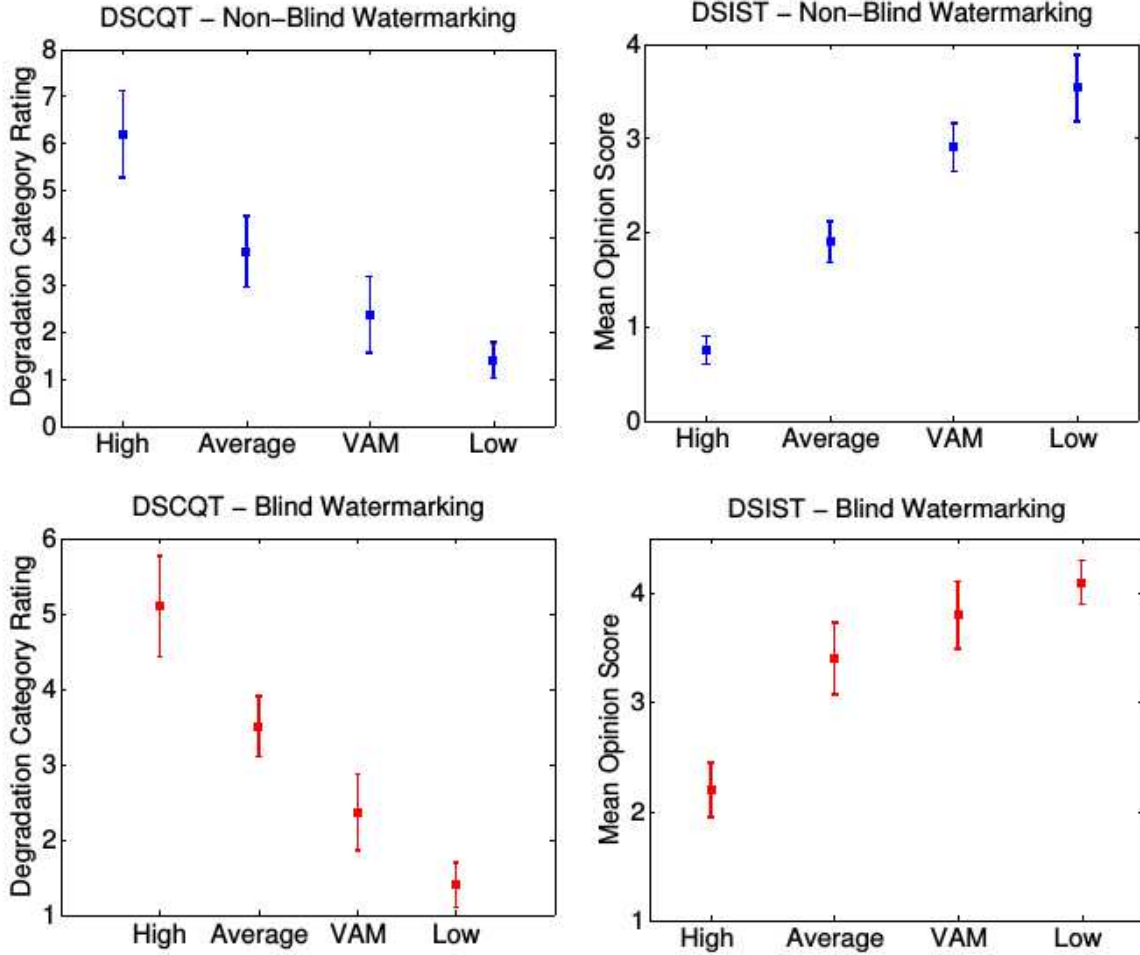 DSCQT – Non–Blind Watermarking
Degradation Category Rating
8
7
6
5
4
3
2
1
0
High Average VAM Low
DSIST – Non–Blind Watermarking
Mean Opinion Score
4
3
2
1
0
High Average VAM Low
DSCQT – Blind Watermarking
Degradation Category Rating
6
5
4
3
2
1
High Average VAM Low
DSIST – Blind Watermarking
Mean Opinion Score
4
3
2
1
High Average VAM Low